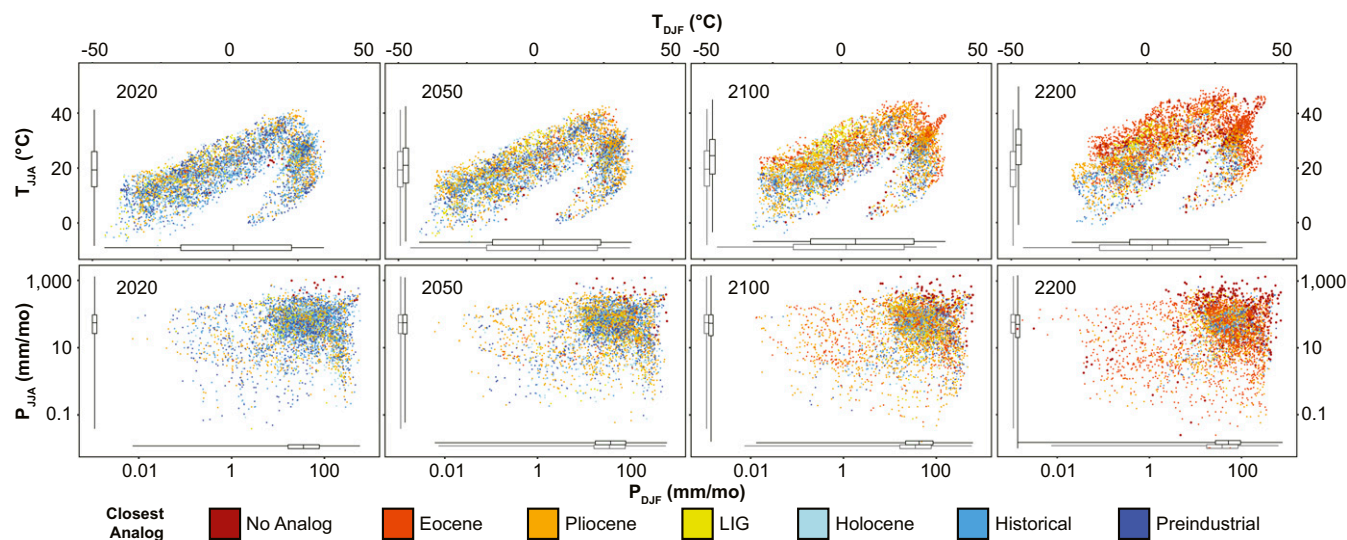 T_DJF (°C)
-50 0 50 -50 0 50 -50 0 50 -50 0 50
2020 2050 2100 2200
T_JJA (°C)
40 40
20 20
0 0
2020 2050 2100 2200
P_JJA (mm/mo)
1,000 1,000
10 10
0.1 0.1
0.01 1 100 0.01 1 100 0.01 1 100 0.01 1 100
P_DJF (mm/mo)
Closest Analog
No Analog Eocene Pliocene LIG Holocene Historical Preindustrial